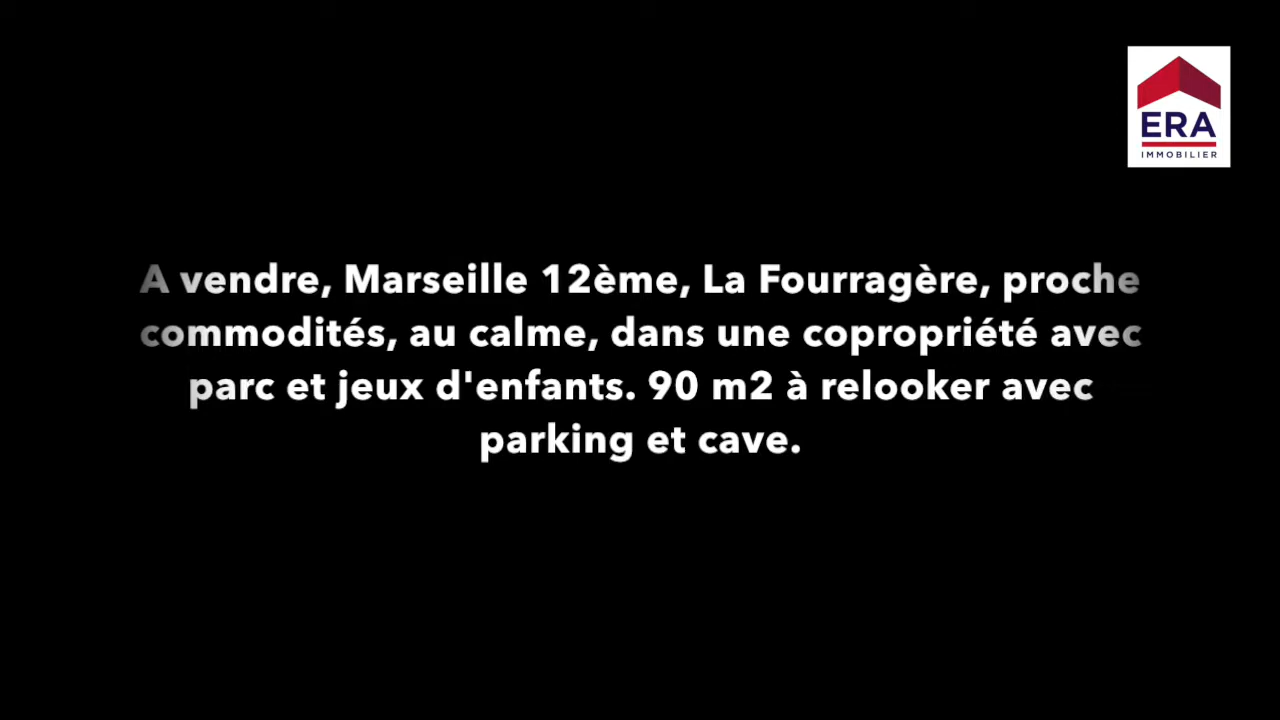 ERA
IMMOBILIER
A vendre, Marseille 12ème, La Fourragère, proche
commodités, au calme, dans une copropriété avec
parc et jeux d'enfants. 90 m2 à relooker avec
parking et cave.